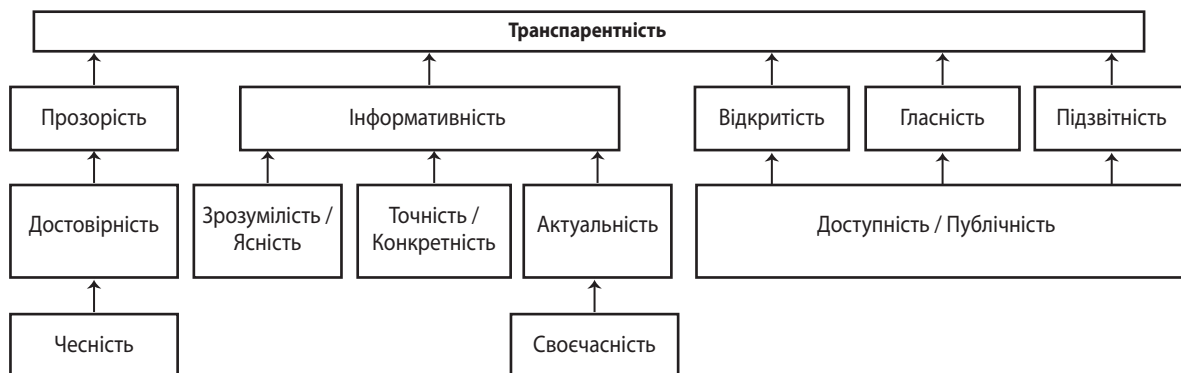 Транспарентність
Прозорість
Інформативність
Відкритість
Гласність
Підзвітність
Достовірність
Зрозумілість /
Ясність
Точність /
Конкретність
Актуальність
Доступність / Публічність
Чесність
Своєчасність